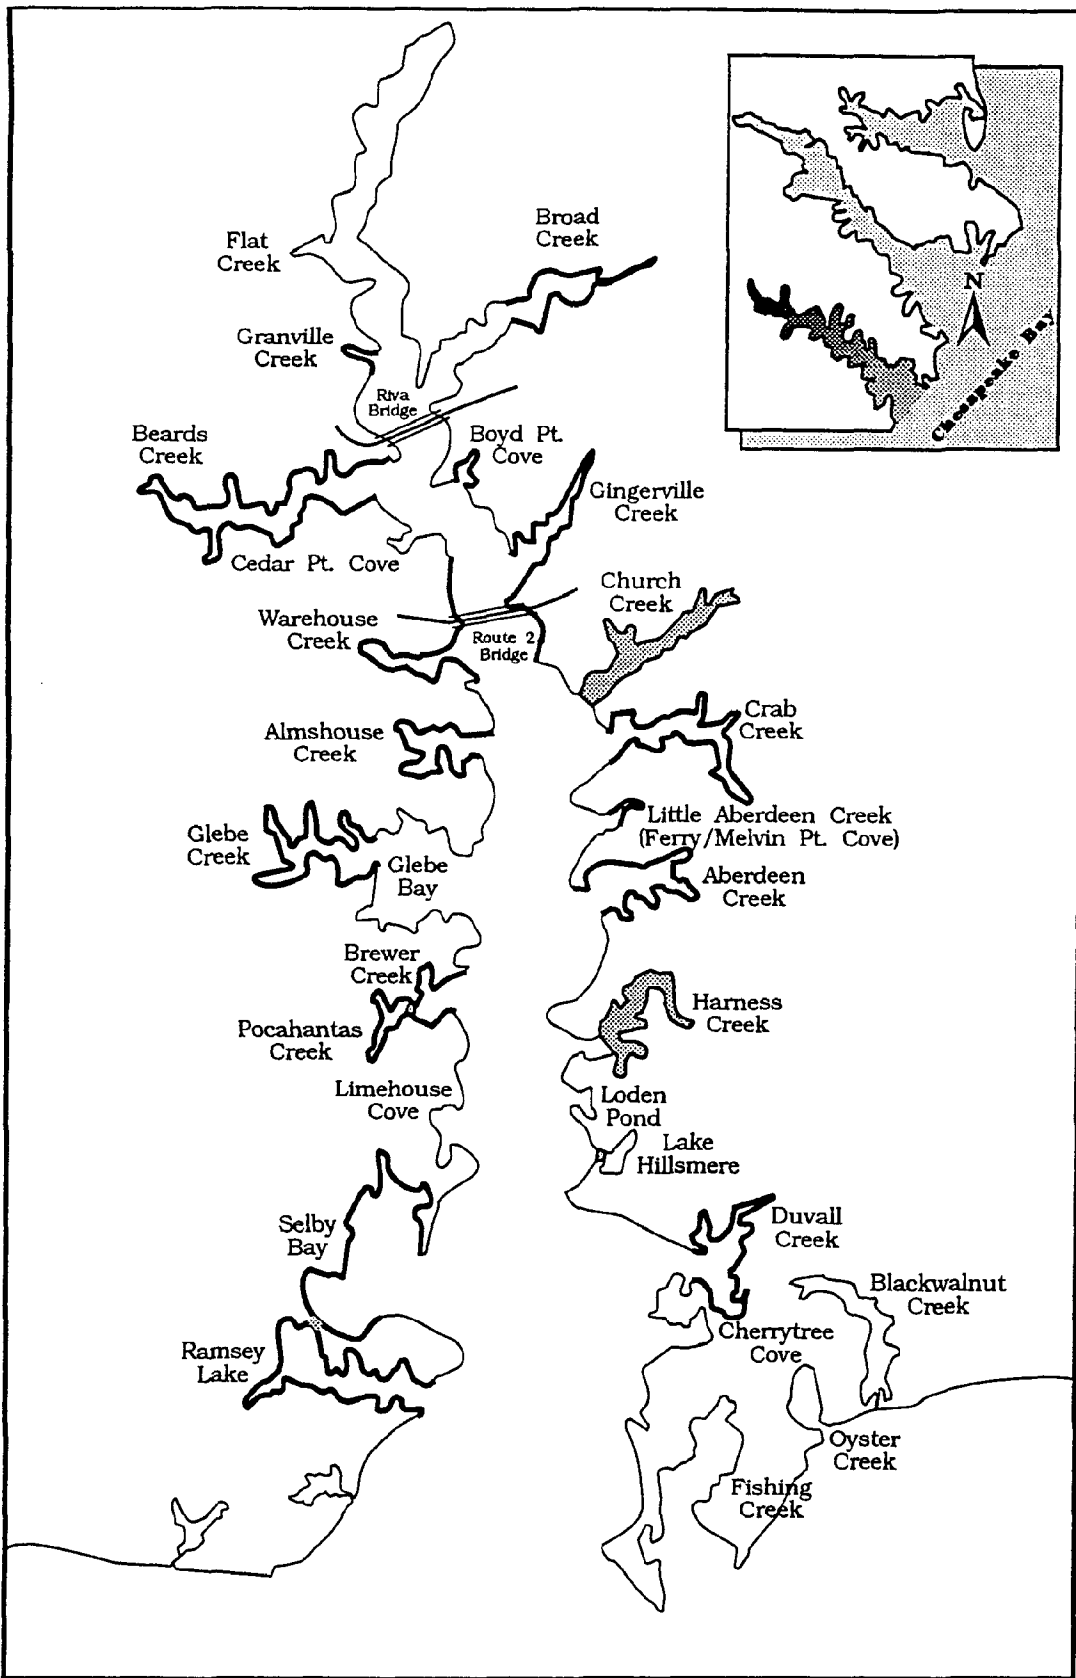 Broad
Creek
Flat
Creek
N
Chesapeake Bay
Granville
Creek
Riva
Bridge
Beards
Creek
Boyd Pt.
Cove
Gingerville
Creek
Cedar Pt. Cove
Church
Creek
Warehouse
Creek
Route 2
Bridge
Almshouse
Creek
Crab
Creek
Little Aberdeen Creek
(Ferry/Melvin Pt. Cove)
Glebe
Creek
Glebe
Bay
Aberdeen
Creek
Brewer
Creek
Harness
Creek
Pocahantas
Creek
Limehouse
Cove
Loden
Pond
Lake
Hillsmere
Selby
Bay
Duvall
Creek
Blackwalnut
Creek
Cherrytree
Cove
Ramsey
Lake
Oyster
Creek
Fishing
Creek